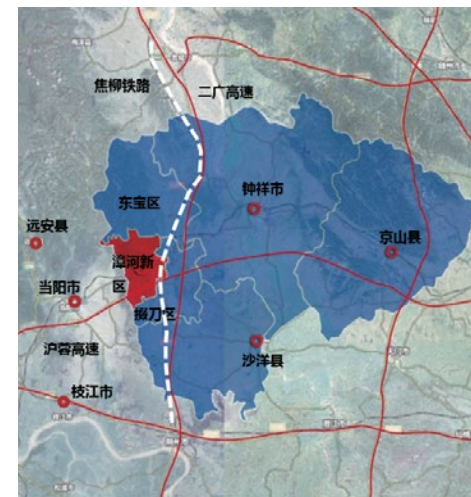 焦柳铁路
二广高速
东宝区
钟祥市
远安县
漳河新
区
京山县
当阳市
掇刀区
沪蓉高速
沙洋县
枝江市